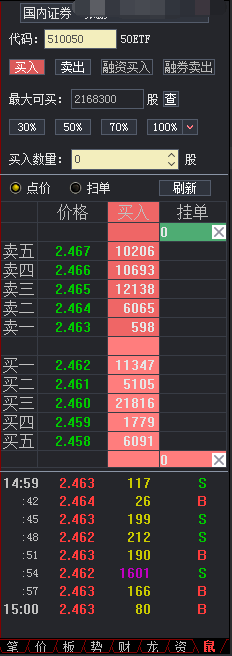 国内证券
代码： 510050 50ETF
买入 卖出 融资买入 融券卖出
最大可买： 2168300 股 查
30% 50% 70% 100%
买入数量： 0 股
点价 扫单 刷新
价格 买入 挂单
0
卖五 2.467 10206
卖四 2.466 10693
卖三 2.465 12138
卖二 2.464 6065
卖一 2.463 598
买一 2.462 11347
买二 2.461 5105
买三 2.460 21816
买四 2.459 1779
买五 2.458 6091
0
14:59 2.463 117 S
:42 2.464 26 B
:45 2.463 199 S
:48 2.462 212 S
:51 2.463 190 B
:54 2.462 1601 S
:57 2.463 166 B
15:00 2.463 80 B
笔 价 板 势 财 龙 资 鼠